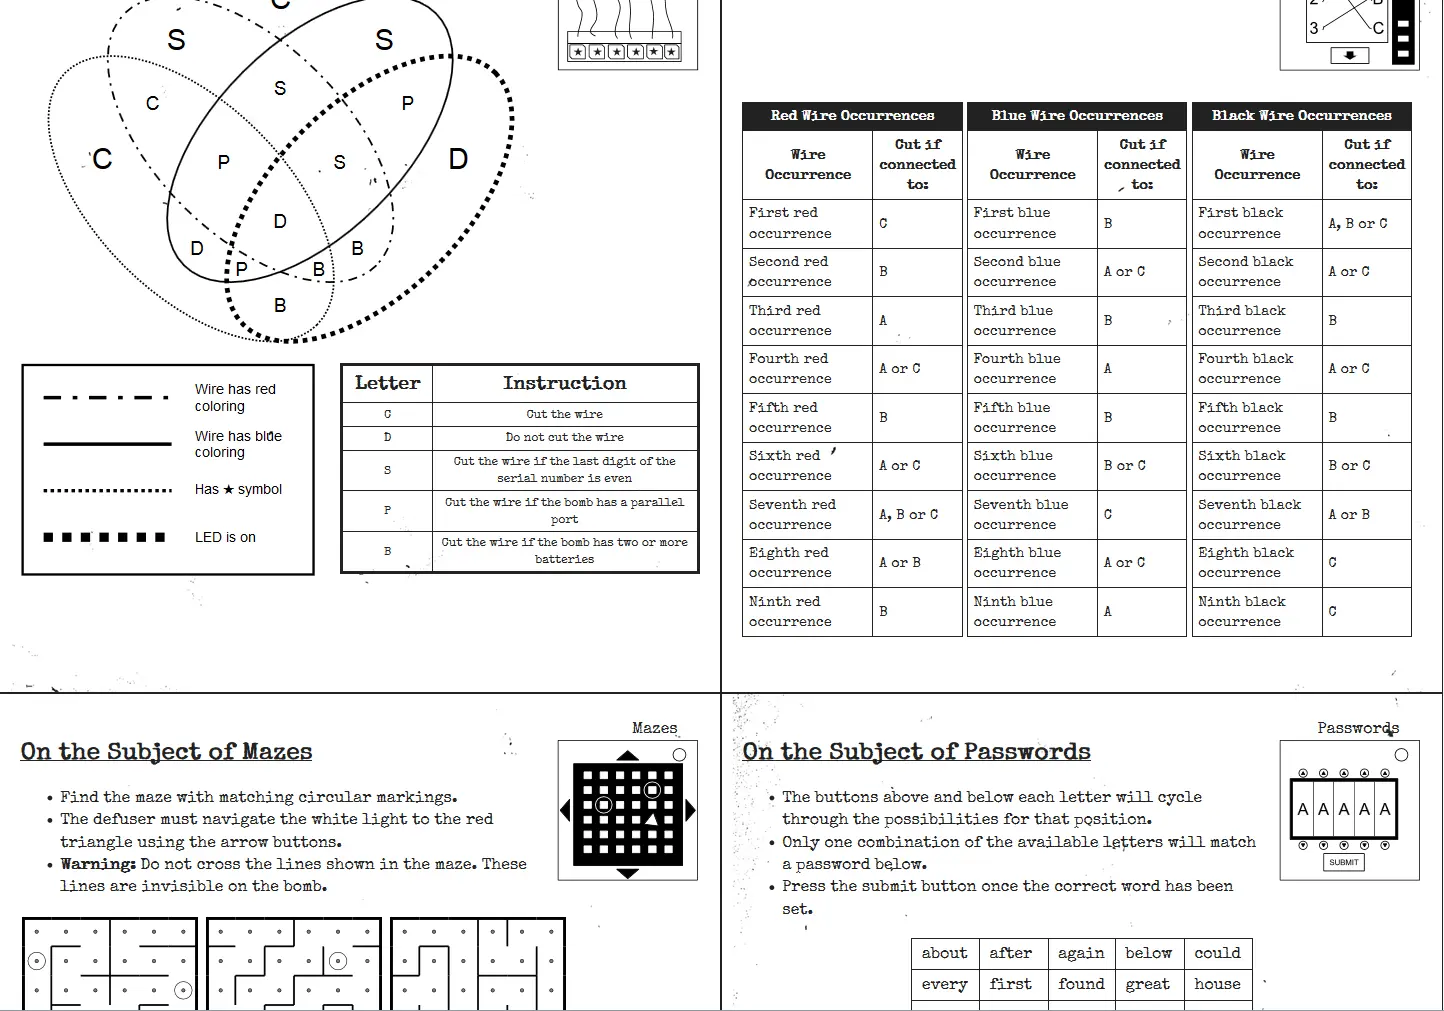 C
S
S
S
C
P
C
P
S
D
D
D
B
P
B
B
Wire has red
coloring
Wire has blue
coloring
Has ★ symbol
LED is on
Letter Instruction
C Cut the wire
D Do not cut the wire
S Cut the wire if the last digit of the
serial number is even
P Cut the wire if the bomb has a parallel
port
B Cut the wire if the bomb has two or more
batteries
2 B
3 C
Red Wire Occurrences
Wire
Occurrence
Cut if
connected
to:
First red
occurrence
C
Second red
occurrence
B
Third red
occurrence
A
Fourth red
occurrence
A or C
Fifth red
occurrence
B
Sixth red
occurrence
A or C
Seventh red
occurrence
A, B or C
Eighth red
occurrence
A or B
Ninth red
occurrence
B
Blue Wire Occurrences
Wire
Occurrence
Cut if
connected
to:
First blue
occurrence
B
Second blue
occurrence
A or C
Third blue
occurrence
B
Fourth blue
occurrence
A
Fifth blue
occurrence
B
Sixth blue
occurrence
B or C
Seventh blue
occurrence
C
Eighth blue
occurrence
A or C
Ninth blue
occurrence
A
Black Wire Occurrences
Wire
Occurrence
Cut if
connected
to:
First black
occurrence
A, B or C
Second black
occurrence
A or C
Third black
occurrence
B
Fourth black
occurrence
A or C
Fifth black
occurrence
B
Sixth black
occurrence
B or C
Seventh black
occurrence
A or B
Eighth black
occurrence
C
Ninth black
occurrence
C
Mazes
On the Subject of Mazes
• Find the maze with matching circular markings.
• The defuser must navigate the white light to the red
triangle using the arrow buttons.
• Warning: Do not cross the lines shown in the maze. These
lines are invisible on the bomb.
Passwords
On the Subject of Passwords
• The buttons above and below each letter will cycle
through the possibilities for that position.
• Only one combination of the available letters will match
a password below.
• Press the submit button once the correct word has been
set.
A A A A A
SUBMIT
about after again below could
every first found great house